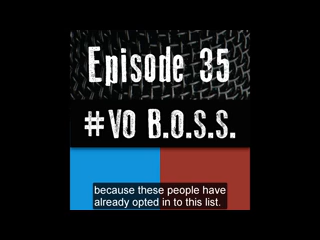 Episode 35
#VO B.O.S.S.
because these people have
already opted in to this list.